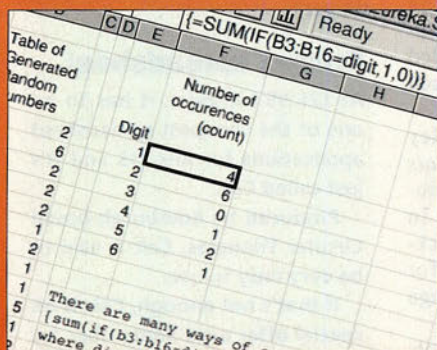 Ready
{=SUM(IF(B3:B16=digit,1,0))}
C D E F G H
Table of
Generated
Random
Numbers
Number of
occurences
(count)
Digit
2
6
2
2
2
1
2
1
1
5
1
1 4
2 6
3 0
4 1
5 2
6 1
There are many ways of
{sum(if(b3:b16=
where